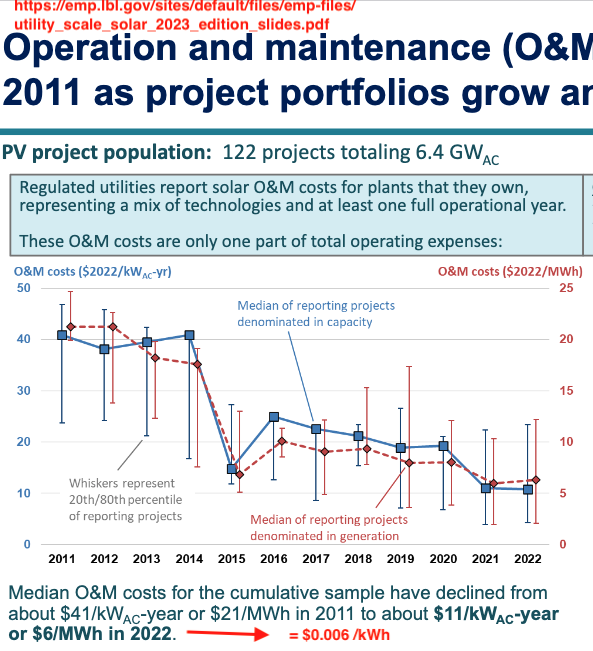 https://emp.lbl.gov/sites/default/files/emp-files/
utility_scale_solar_2023_edition_slides.pdf
Operation and maintenance (O&M
2011 as project portfolios grow an
PV project population: 122 projects totaling 6.4 GWAC
Regulated utilities report solar O&M costs for plants that they own,
representing a mix of technologies and at least one full operational year.
These O&M costs are only one part of total operating expenses:
O&M costs ($2022/kWAC-yr)
O&M costs ($2022/MWh)
50
40
30
20
10
0
25
20
15
10
5
0
Median of reporting projects
denominated in capacity
Whiskers represent
20th/80th percentile
of reporting projects
Median of reporting projects
denominated in generation
2011 2012 2013 2014 2015 2016 2017 2018 2019 2020 2021 2022
Median O&M costs for the cumulative sample have declined from
about $41/kWAC-year or $21/MWh in 2011 to about $11/kWAC-year
or $6/MWh in 2022.
= $0.006 /kWh